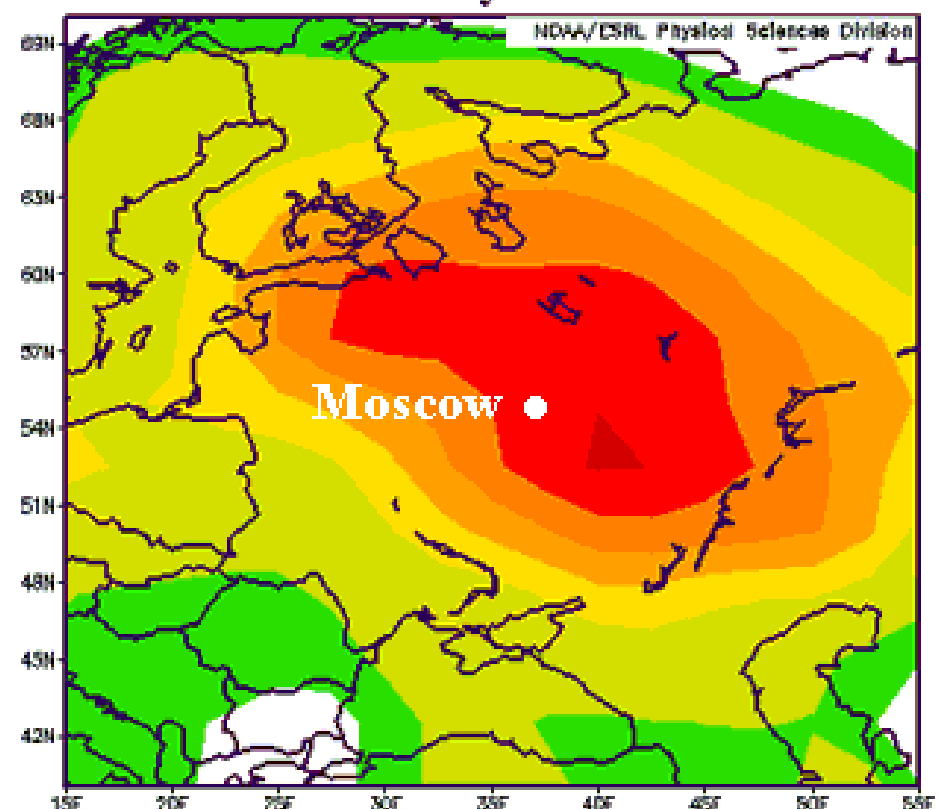 NOAA/ESRL Physical Sciences Division
69N
66N
63N
60N
57N
Moscow
54N
51N
48N
45N
42N
15E 20E 25E 30E 35E 40E 45E 50E 55E